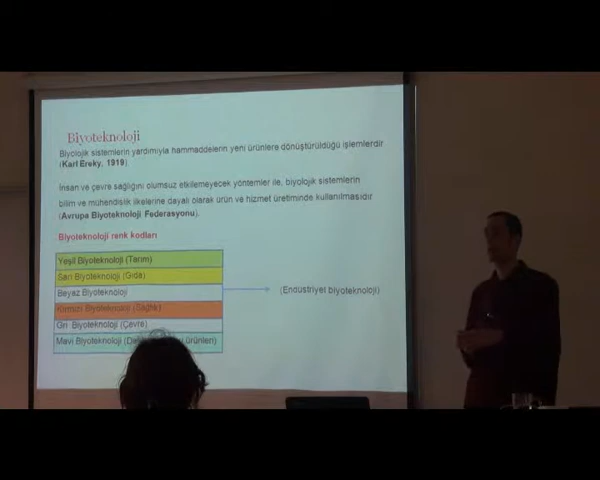 Biyoteknoloji
Biyolojik sistemlerin yardımıyla hammaddelerin yeni ürünlere dönüştürüldüğü işlemlerdir
(Karl Ereky, 1919).
İnsan ve çevre sağlığını olumsuz etkilemeyecek yöntemler ile, biyolojik sistemlerin
bilim ve mühendislik ilkelerine dayalı olarak ürün ve hizmet üretiminde kullanılmasıdır
(Avrupa Biyoteknoloji Federasyonu).
Biyoteknoloji renk kodları
Yeşil Biyoteknoloji (Tarım)
Sarı Biyoteknoloji (Gıda)
Beyaz Biyoteknoloji
(Endüstriyel biyoteknoloji)
Kırmızı Biyoteknoloji (Sağlık)
Gri Biyoteknoloji (Çevre)
Mavi Biyoteknoloji ürünleri)